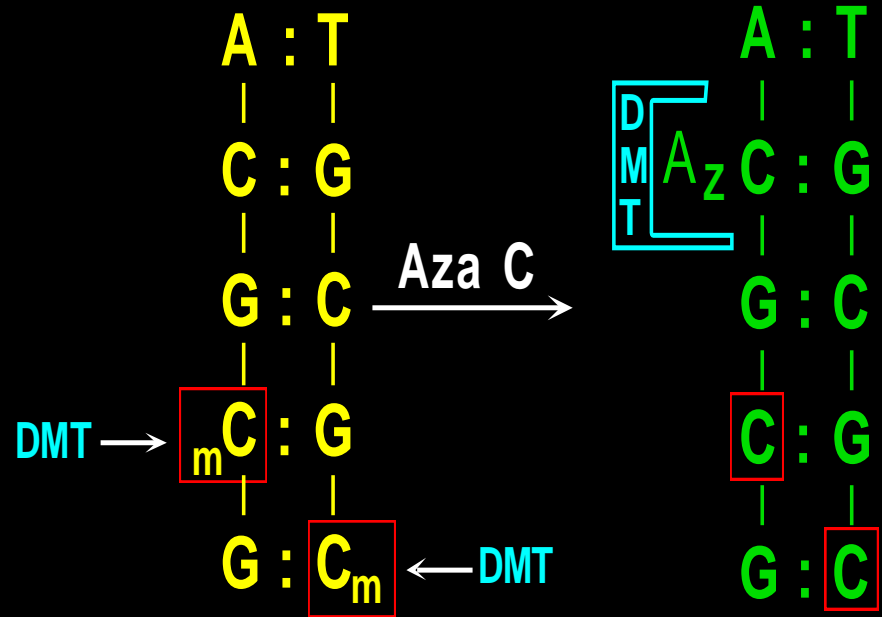 A : T
A : T
D
M
T
C : G
Az C : G
Aza C
G : C
G : C
DMT
mC : G
C : G
G : Cm
DMT
G : C